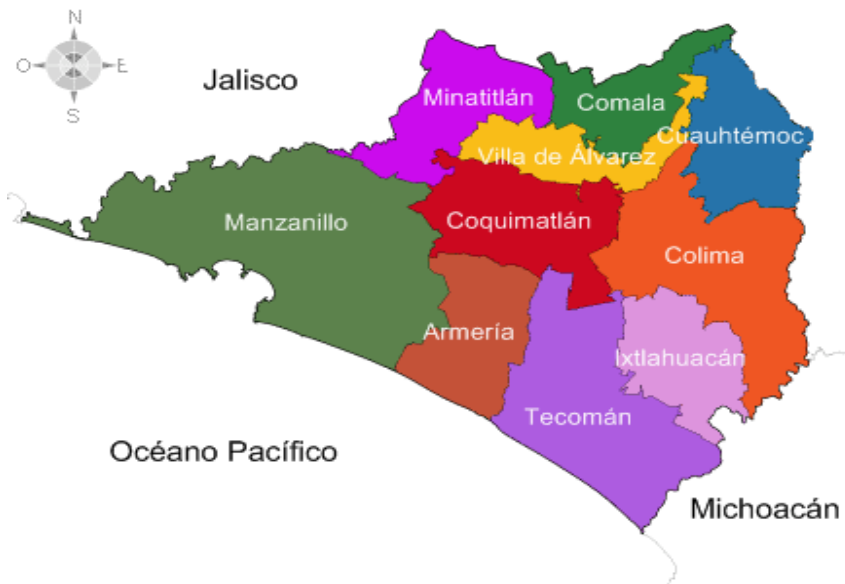 N
O
E
S
Jalisco
Minatitlán
Comala
Cuauhtémoc
Villa de Álvarez
Manzanillo
Coquimatlán
Colima
Armería
Ixtlahuacán
Tecomán
Océano Pacífico
Michoacán